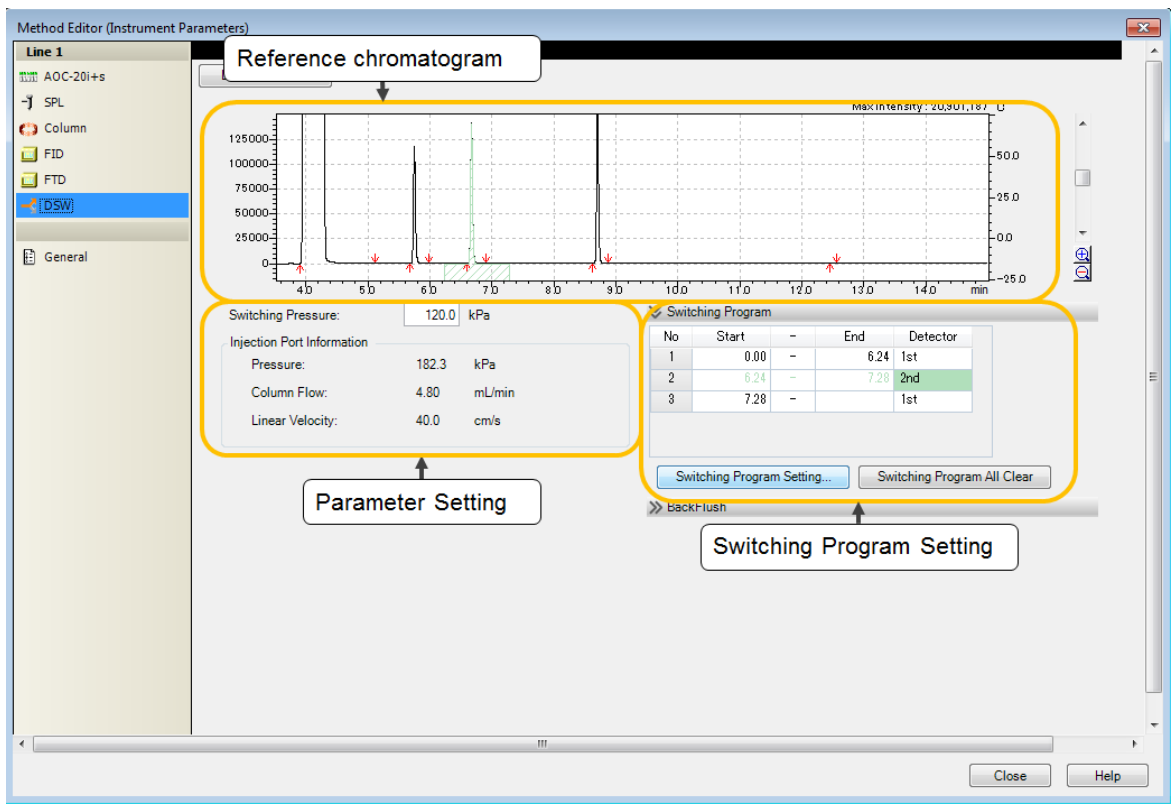 Method Editor (Instrument Parameters)
Line 1
AOC-20i+s
SPL
Column
FID
FTD
DSW
General
Reference chromatogram
Max Intensity : 20,901,187
125000
100000
75000
50000
25000
0
50.0
25.0
0.0
-25.0
4.0 5.0 6.0 7.0 8.0 9.0 10.0 11.0 12.0 13.0 14.0 min
Switching Pressure: 120.0 kPa
Injection Port Information
Pressure: 182.3 kPa
Column Flow: 4.80 mL/min
Linear Velocity: 40.0 cm/s
Parameter Setting
Switching Program
No Start - End Detector
1 0.00 - 6.24 1st
2 6.24 - 7.28 2nd
3 7.28 - 1st
Switching Program Setting... Switching Program All Clear
BackFlush
Switching Program Setting
Close Help